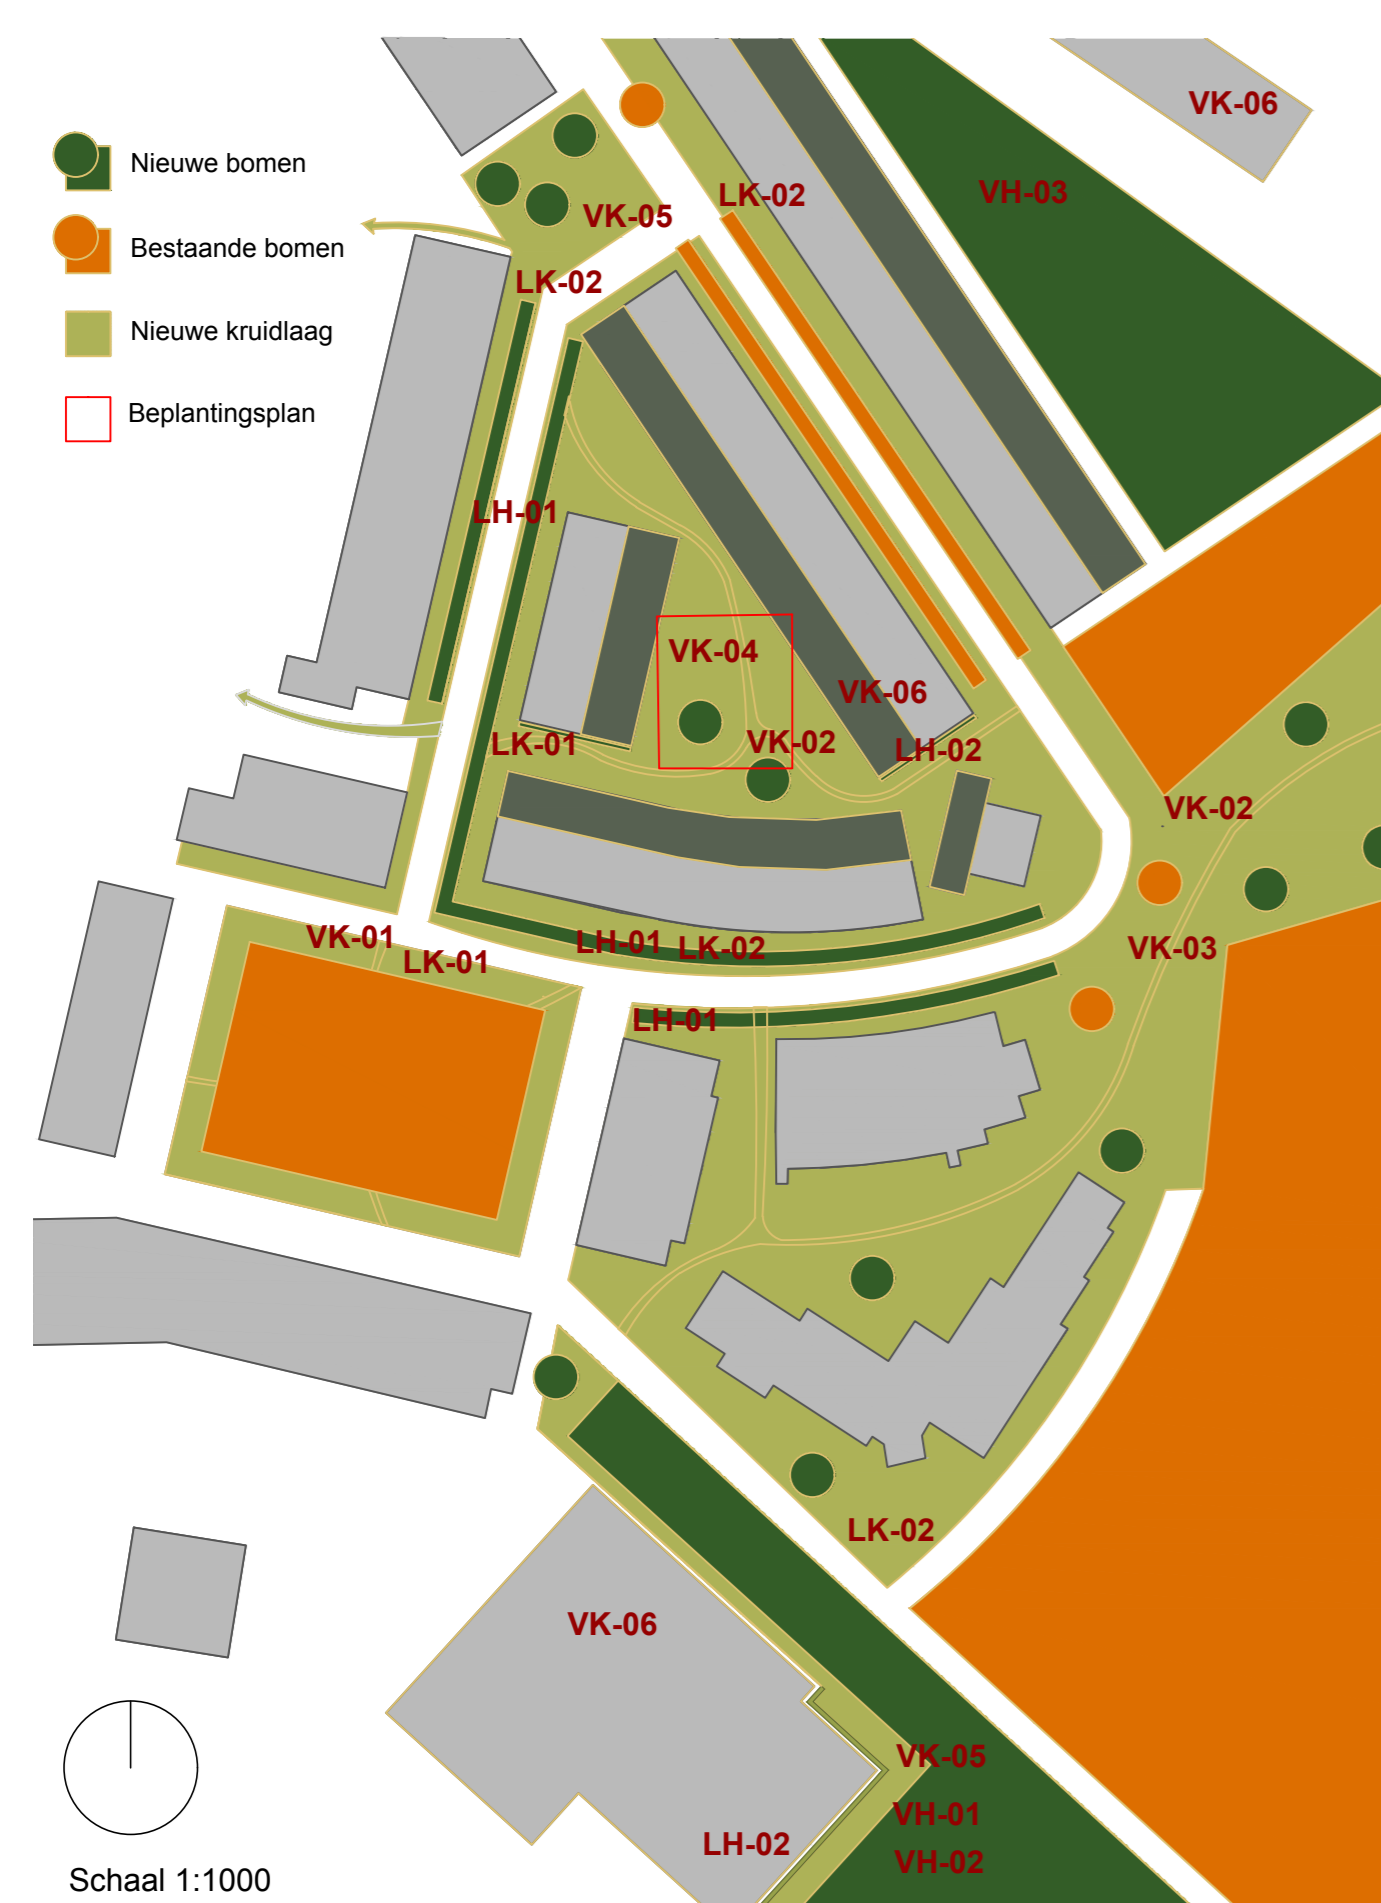 Nieuwe bomen
Bestaande bomen
Nieuwe kruidlaag
Beplantingsplan
VK-06
VH-03
LK-02
VK-05
LK-02
LH-01
VK-04
VK-06
LK-01
VK-02
LH-02
VK-02
VK-01
LK-01
LH-01
LK-02
VK-03
LH-01
LK-02
VK-06
VK-05
VH-01
LH-02
VH-02
Schaal 1:1000